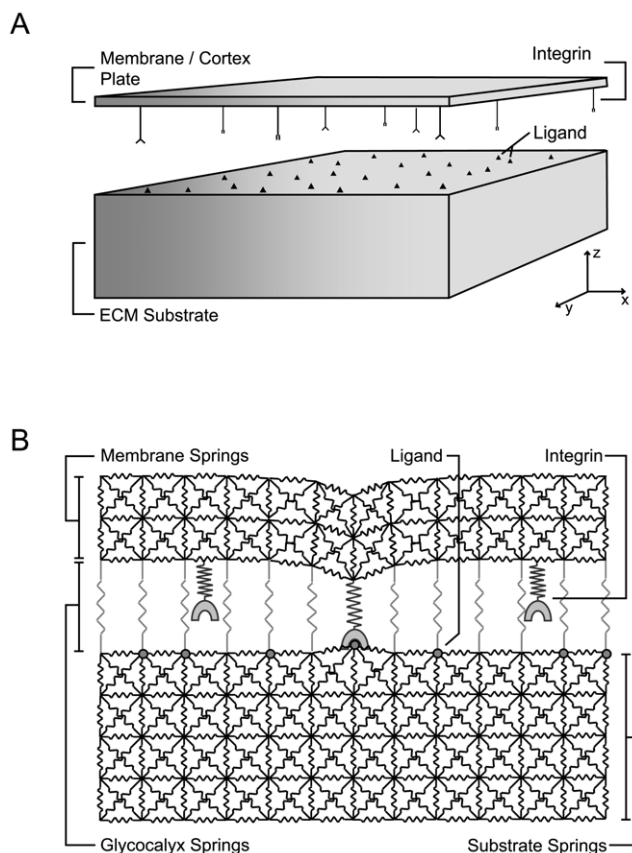 A
Membrane / Cortex
Plate
Integrin
Ligand
ECM Substrate
z
x
y
B
Membrane Springs
Ligand
Integrin
Glycocalyx Springs
Substrate Springs